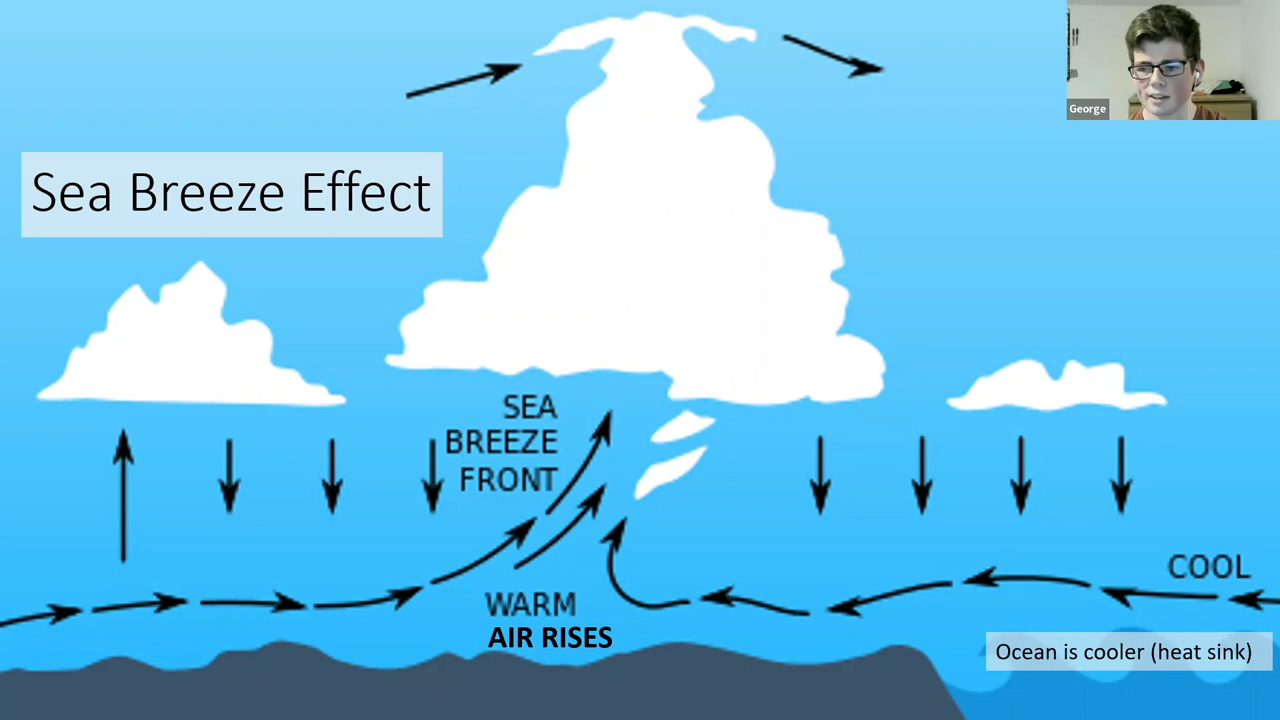 George
Sea Breeze Effect
SEA
BREEZE
FRONT
WARM
AIR RISES
COOL
Ocean is cooler (heat sink)